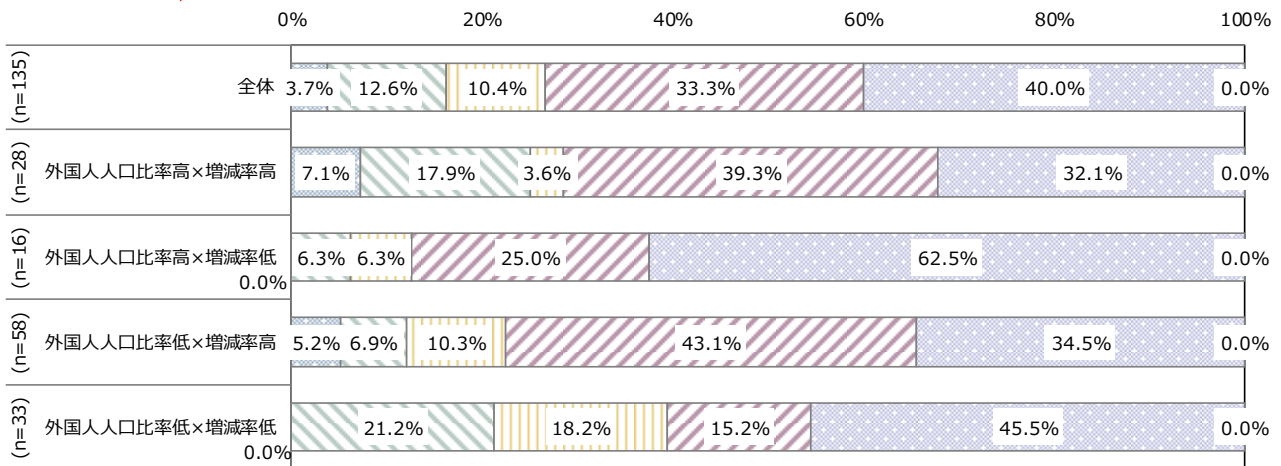 0% 20% 40% 60% 80% 100%
(n=135) 全体 3.7% 12.6% 10.4% 33.3% 40.0% 0.0%
(n=28) 外国人人口比率高×増減率高 7.1% 17.9% 3.6% 39.3% 32.1% 0.0%
(n=16) 外国人人口比率高×増減率低 0.0% 6.3% 6.3% 25.0% 62.5% 0.0%
(n=58) 外国人人口比率低×増減率高 5.2% 6.9% 10.3% 43.1% 34.5% 0.0%
(n=33) 外国人人口比率低×増減率低 0.0% 21.2% 18.2% 15.2% 45.5% 0.0%